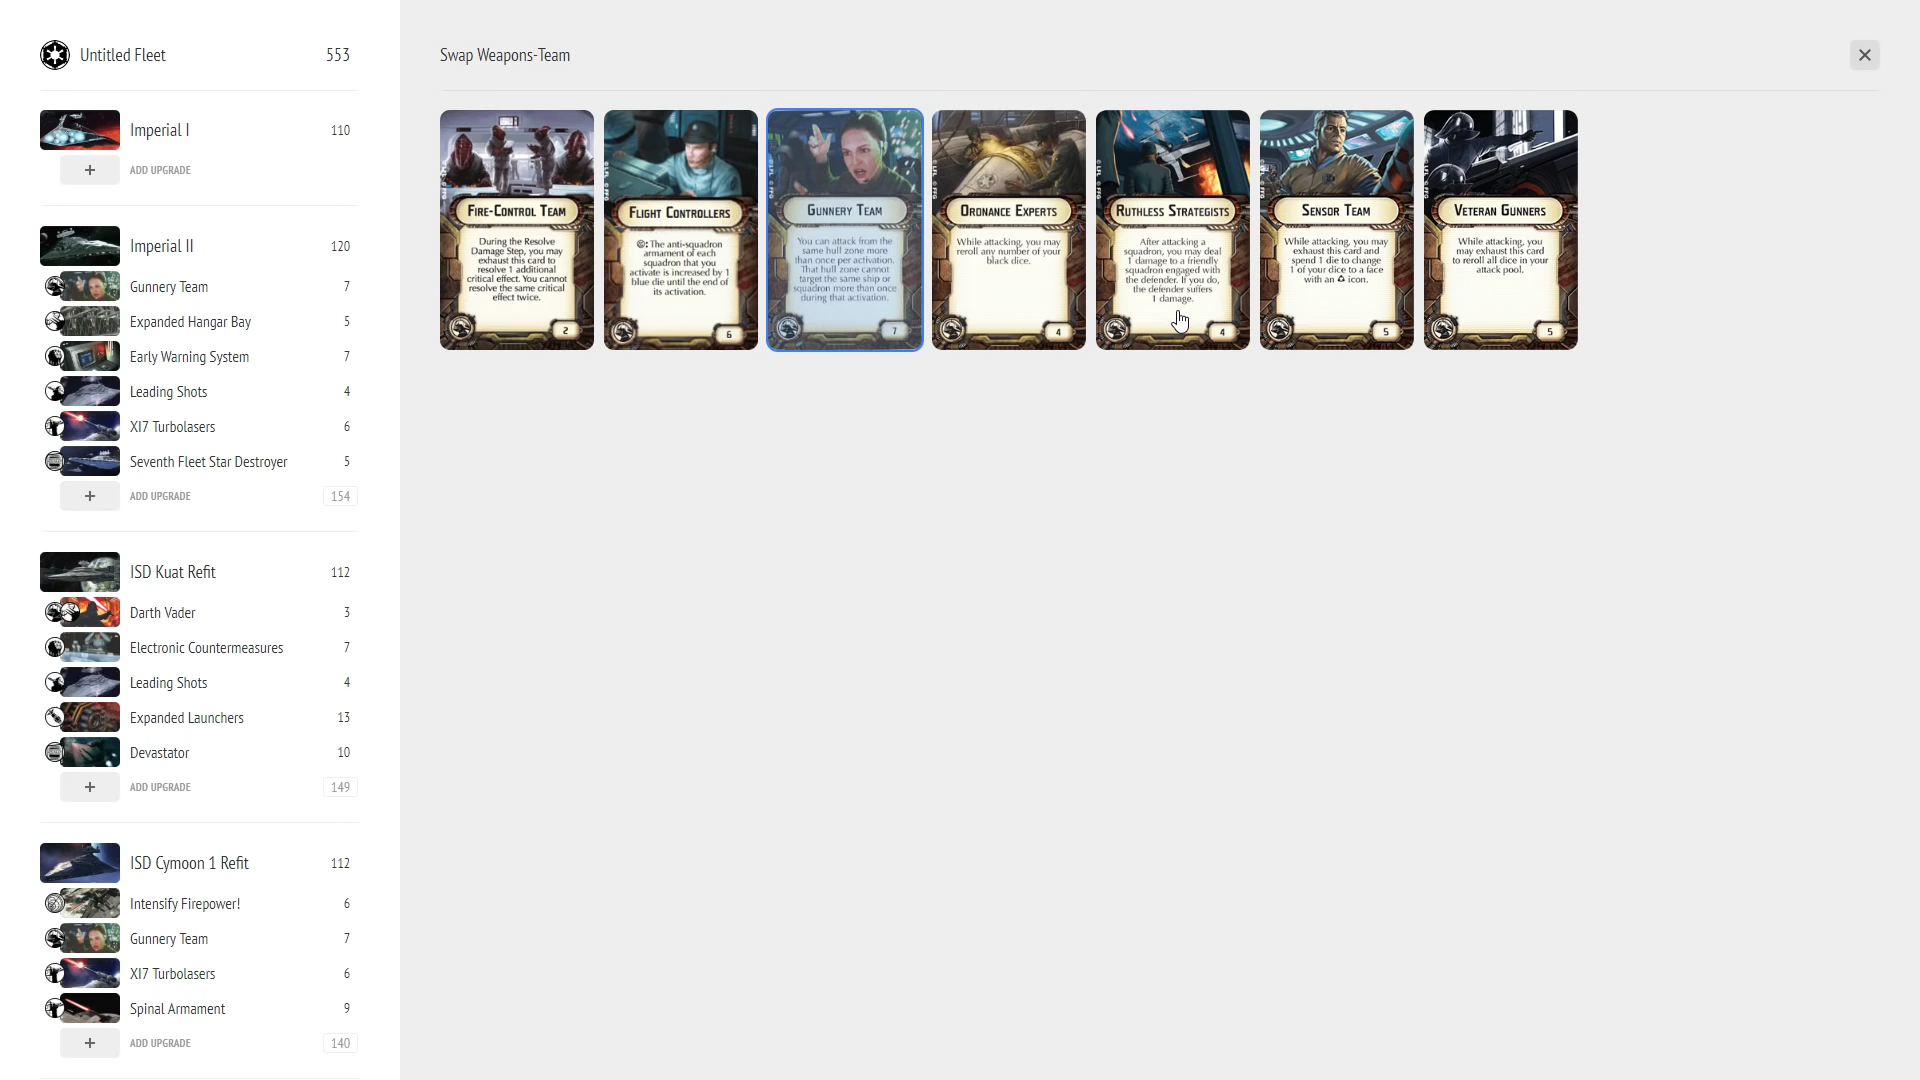 Untitled Fleet 553
Imperial I 110
ADD UPGRADE
Imperial II 120
Gunnery Team 7
Expanded Hangar Bay 5
Early Warning System 7
Leading Shots 4
XI7 Turbolasers 6
Seventh Fleet Star Destroyer 5
ADD UPGRADE 154
ISD Kuat Refit 112
Darth Vader 3
Electronic Countermeasures 7
Leading Shots 4
Expanded Launchers 13
Devastator 10
ADD UPGRADE 149
ISD Cymoon 1 Refit 112
Intensify Firepower! 6
Gunnery Team 7
XI7 Turbolasers 6
Spinal Armament 9
ADD UPGRADE 140
Swap Weapons-Team
Fire-Control Team
During the Resolve
Damage Step, you may
exhaust this card to
resolve 1 additional
critical effect. You cannot
resolve the same critical
effect twice.
2
Flight Controllers
: The anti-squadron
armament of each
squadron that you
activate is increased by 1
blue die until the end of
its activation.
6
Gunnery Team
You can attack from the
same hull zone more
than once per activation.
That hull zone cannot
target the same ship or
squadron more than once
during that activation.
7
Ordnance Experts
While attacking, you may
reroll any number of your
black dice.
4
Ruthless Strategists
After attacking a
squadron, you may deal
1 damage to a friendly
squadron engaged with
the defender. If you do,
the defender suffers
1 damage.
4
Sensor Team
While attacking, you may
exhaust this card and
spend 1 die to change
1 of your dice to a face
with an icon.
5
Veteran Gunners
While attacking, you
may exhaust this card
to reroll all dice in your
attack pool.
5